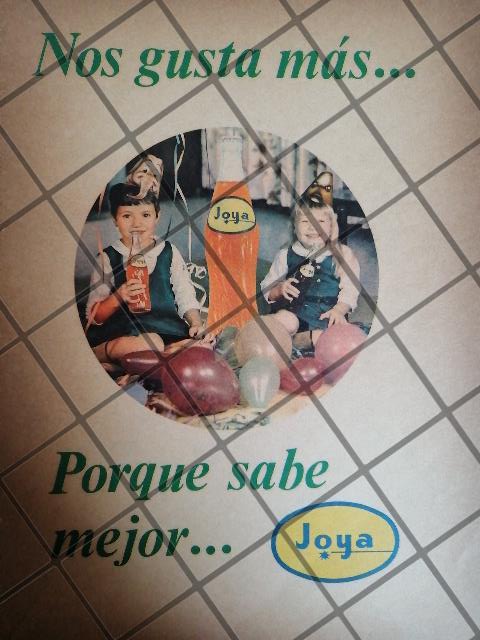 Nos gusta más...
Joya
Porque sabe
mejor...
Joya